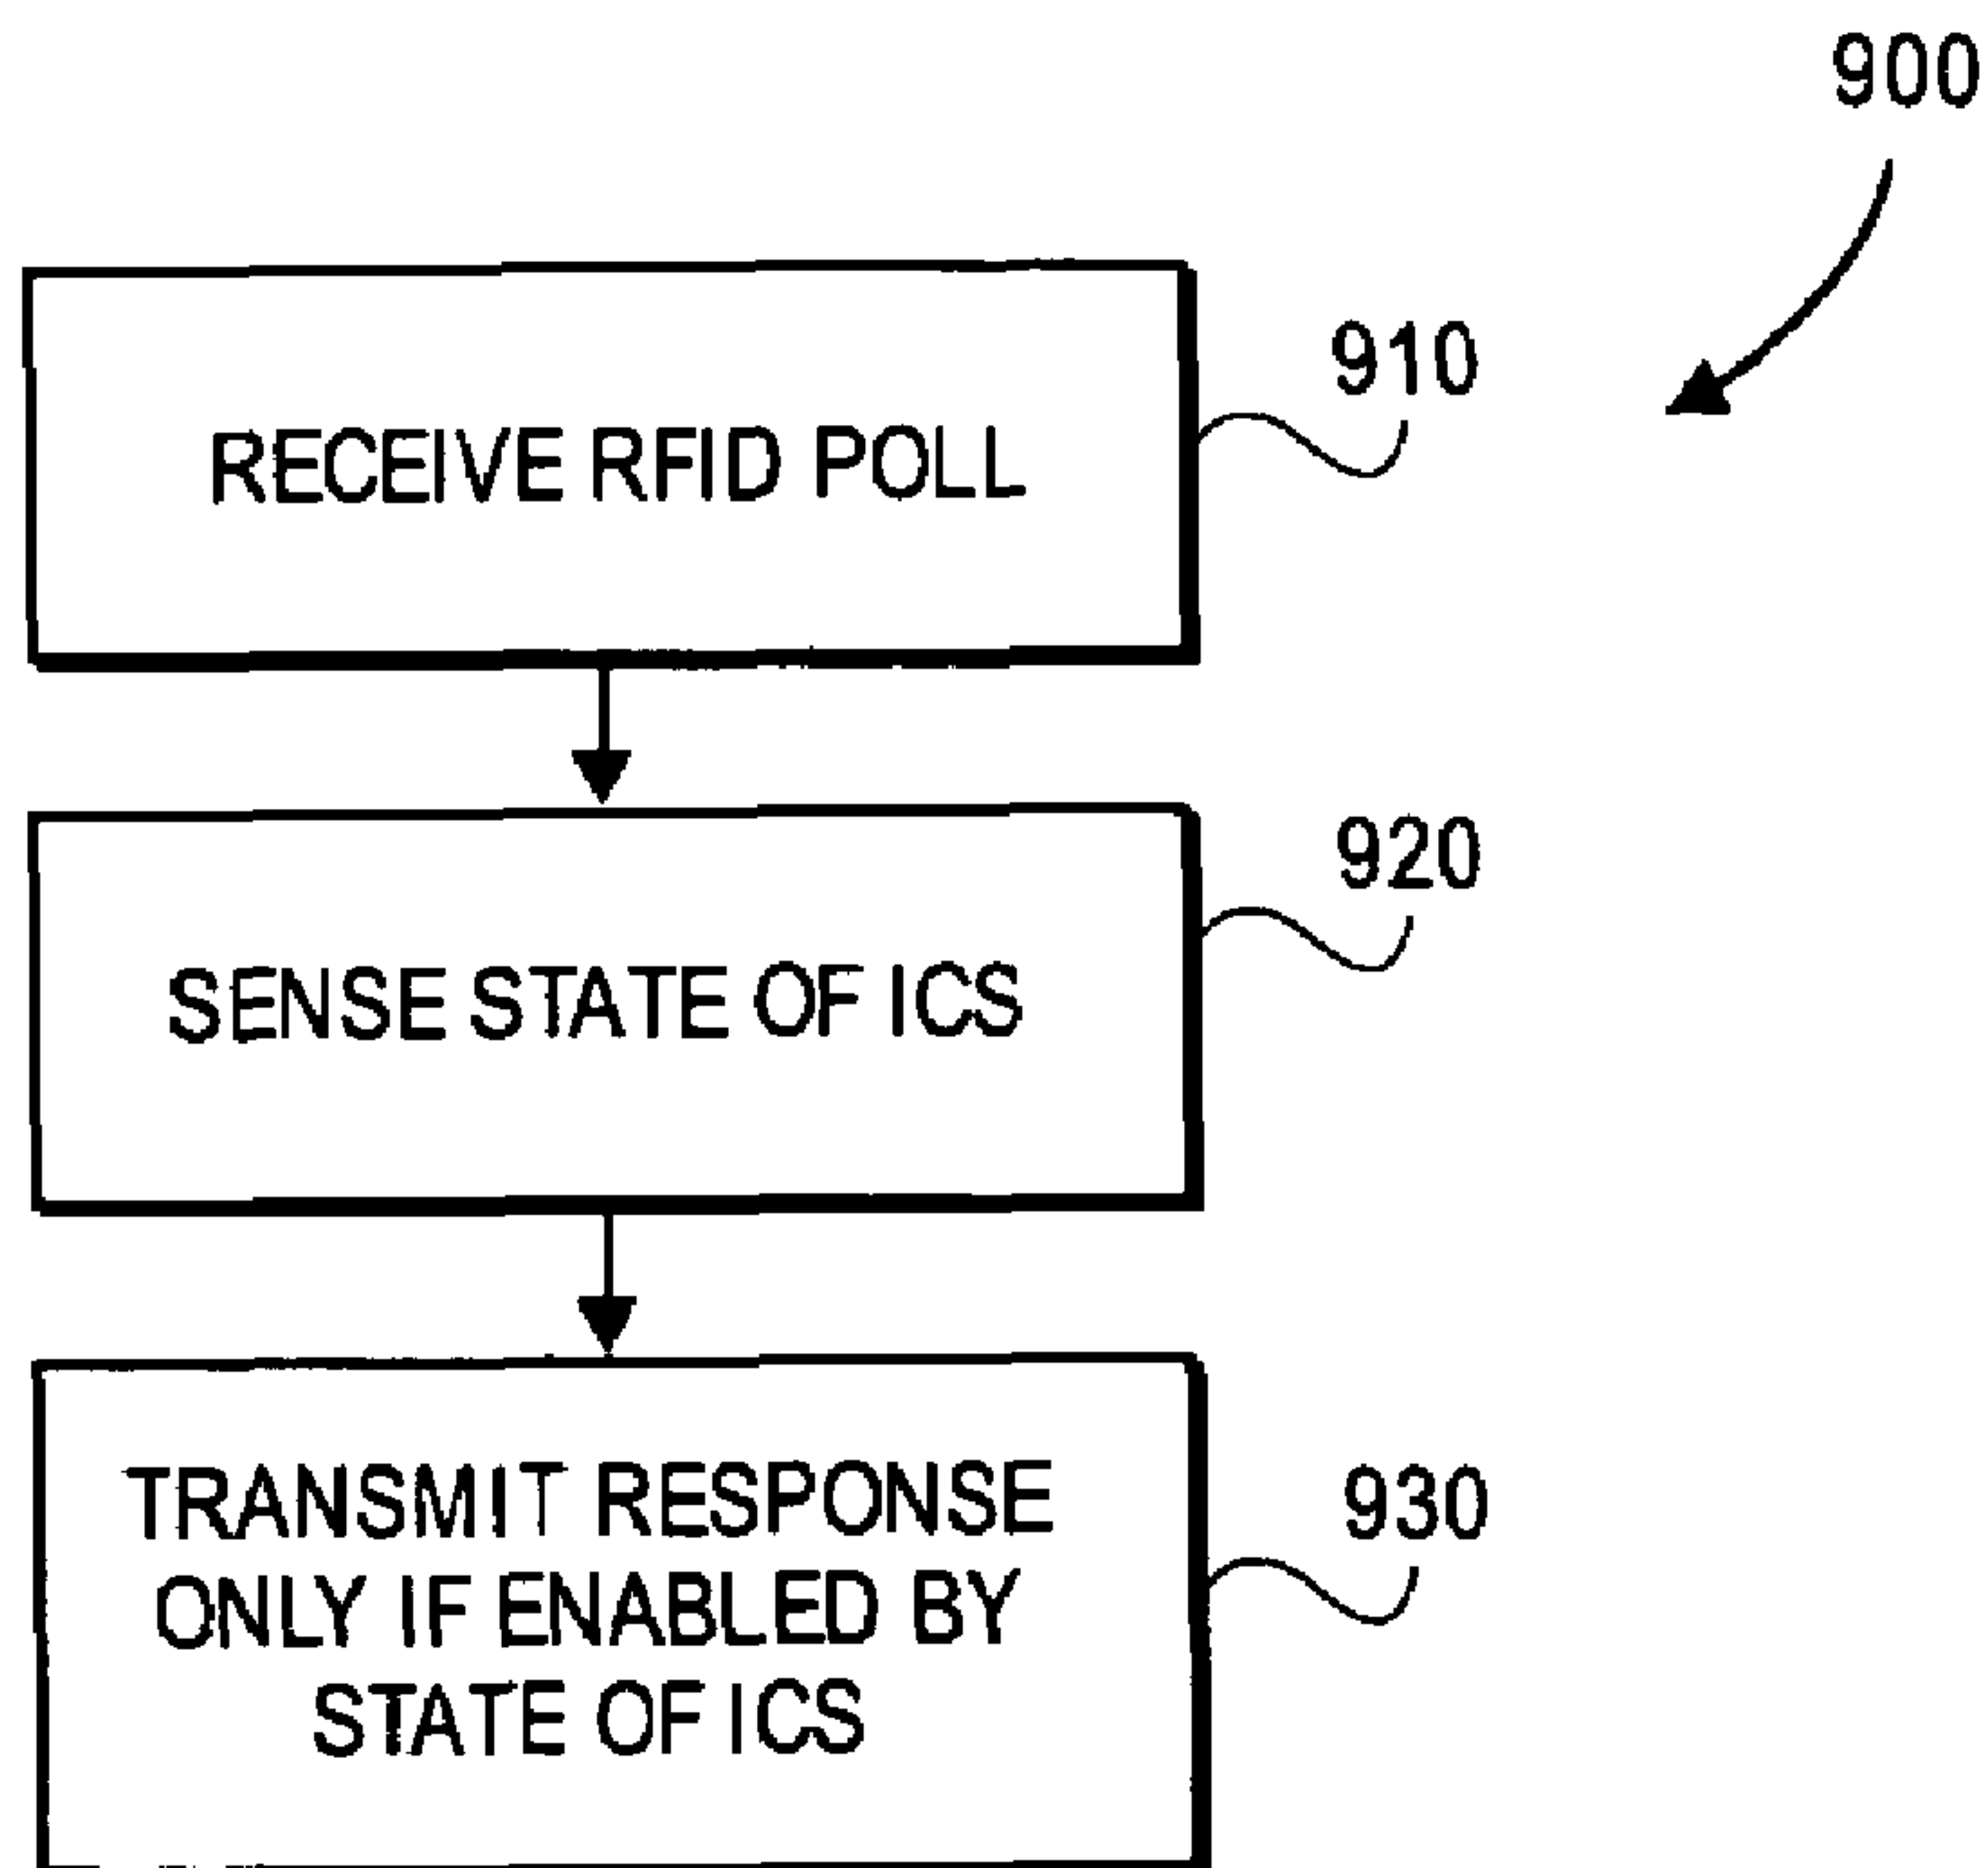 900
RECEIVE RFID POLL
910
SENSE STATE OF ICS
920
TRANSMIT RESPONSE
ONLY IF ENABLED BY
STATE OF ICS
930